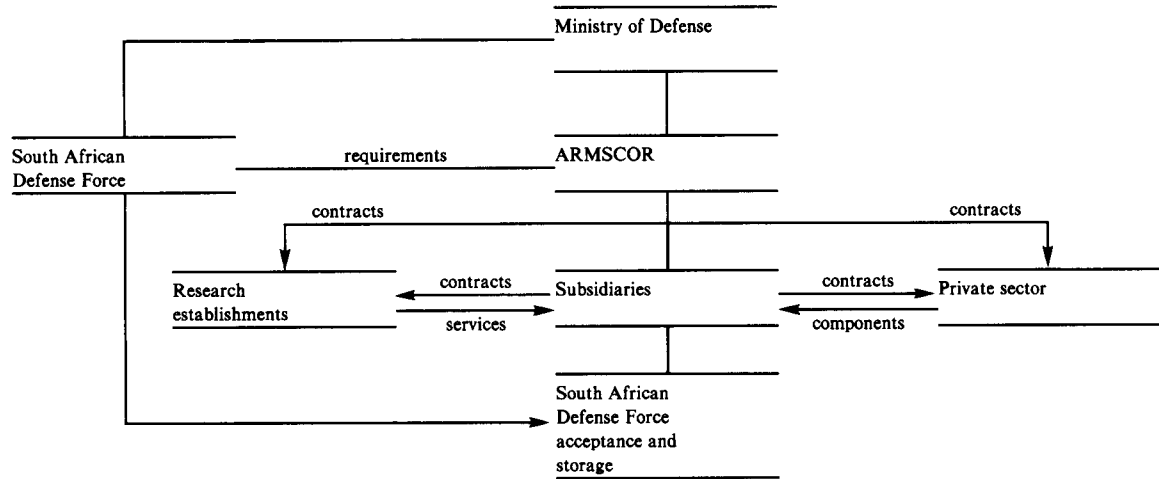 Ministry of Defense
South African
Defense Force
requirements
ARMSCOR
contracts
contracts
Research
establishments
contracts
services
Subsidiaries
contracts
components
Private sector
South African
Defense Force
acceptance and
storage